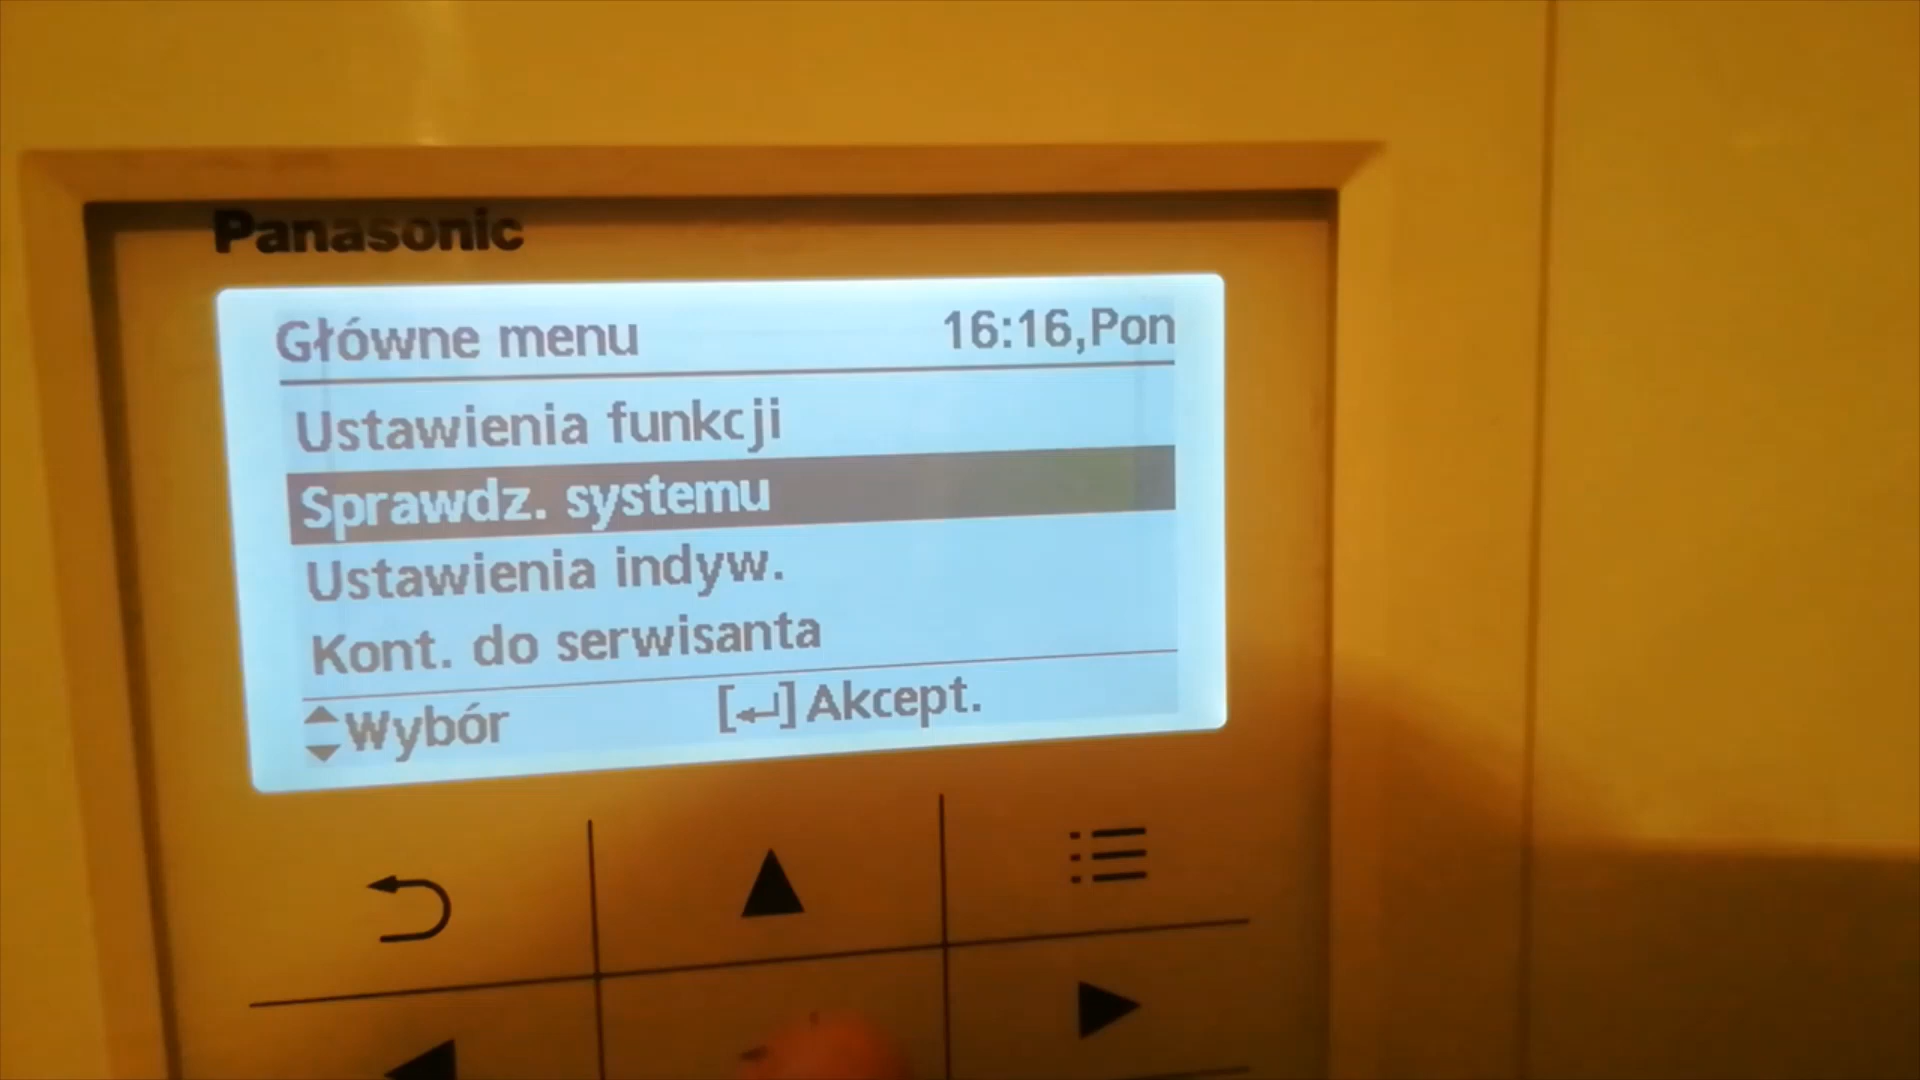 Panasonic
Główne menu 16:16,Pon
Ustawienia funkcji
Sprawdz. systemu
Ustawienia indyw.
Kont. do serwisanta
Wybór [↵]Akcept.